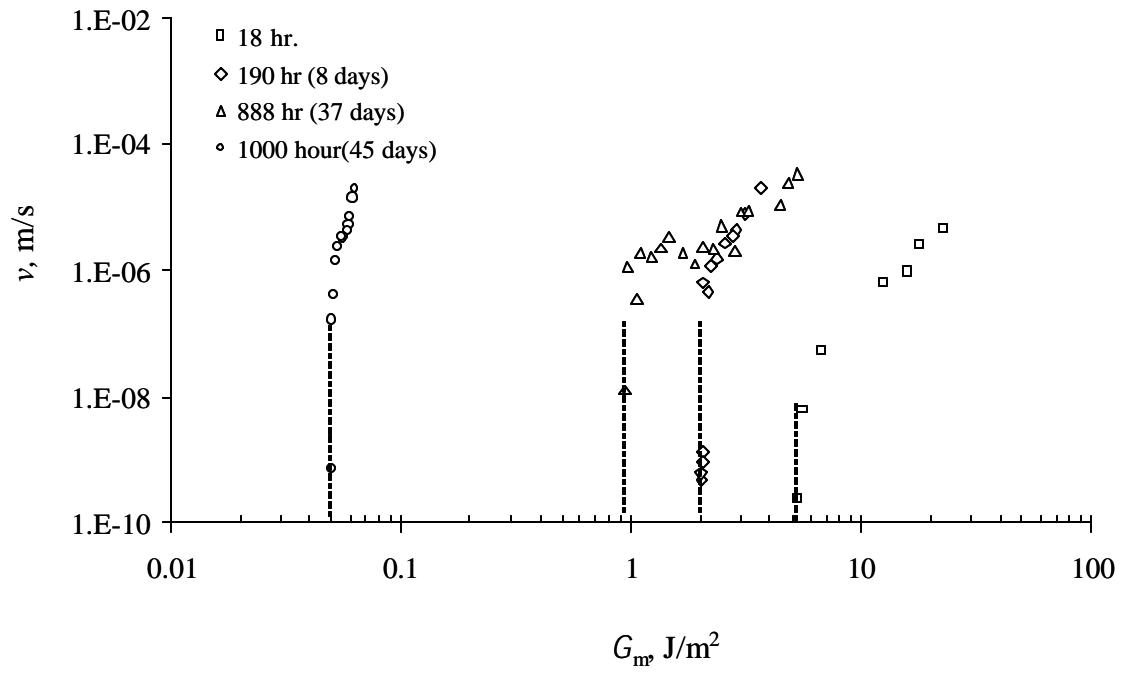 1.E-02
18 hr.
190 hr (8 days)
888 hr (37 days)
1000 hour(45 days)
1.E-04
1.E-06
1.E-08
1.E-10
v, m/s
0.01 0.1 1 10 100
Gm, J/m²